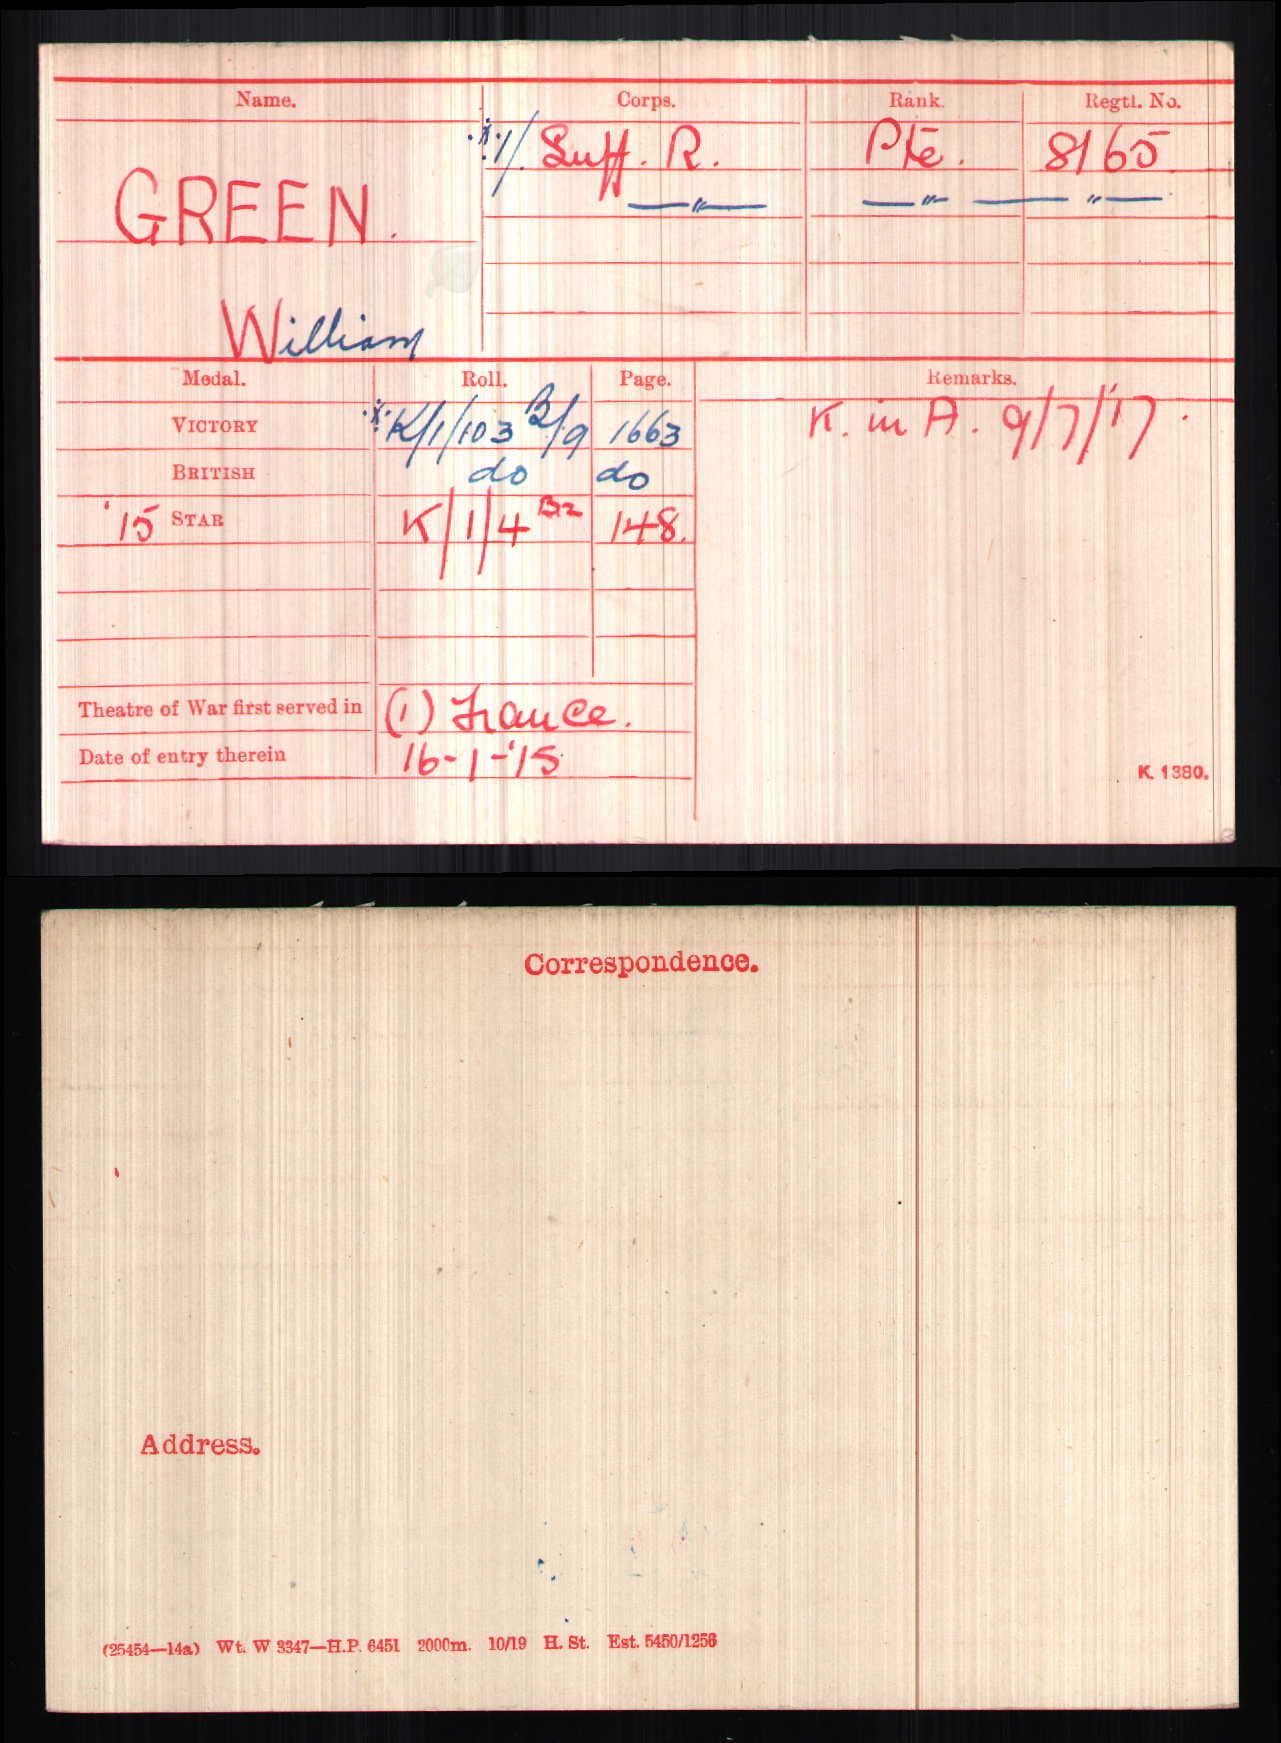 Name. Corps. Rank. Regtl. No.
1/. Suff. R. Pte. 8165
GREEN. —"— —"— —"—
William
Medal. Roll. Page. Remarks.
VICTORY K/1/103 B2/9 1663 K. in A. 9/7/'17.
BRITISH do do
'15 STAR K/1/4 B2 148.
Theatre of War first served in (1) France.
Date of entry therein 16-1-'15
K. 1380.
Correspondence.
Address.
(25454—14a) Wt. W 3347—H.P. 6451 2000m. 10/19 H. St. Est. 5450/1256